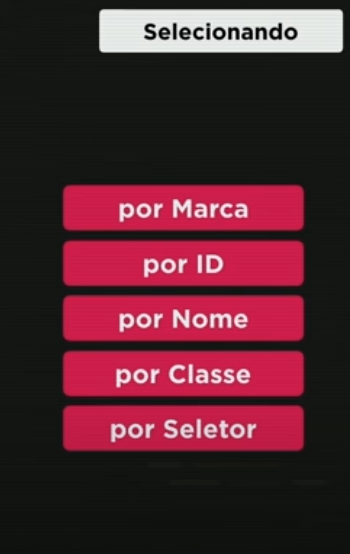 Selecionando
por Marca
por ID
por Nome
por Classe
por Seletor